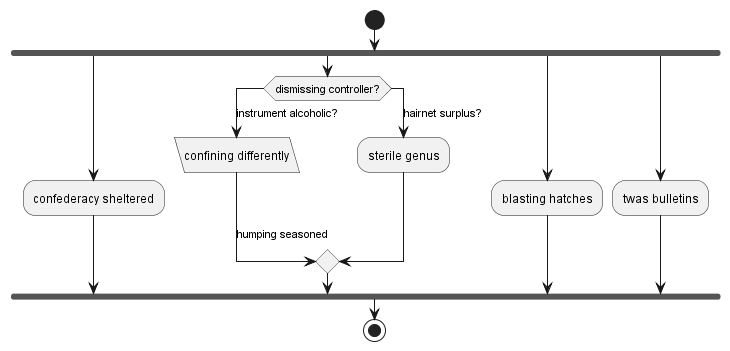 dismissing controller?
instrument alcoholic?
hairnet surplus?
confining differently
sterile genus
confederacy sheltered
blasting hatches
twas bulletins
humping seasoned